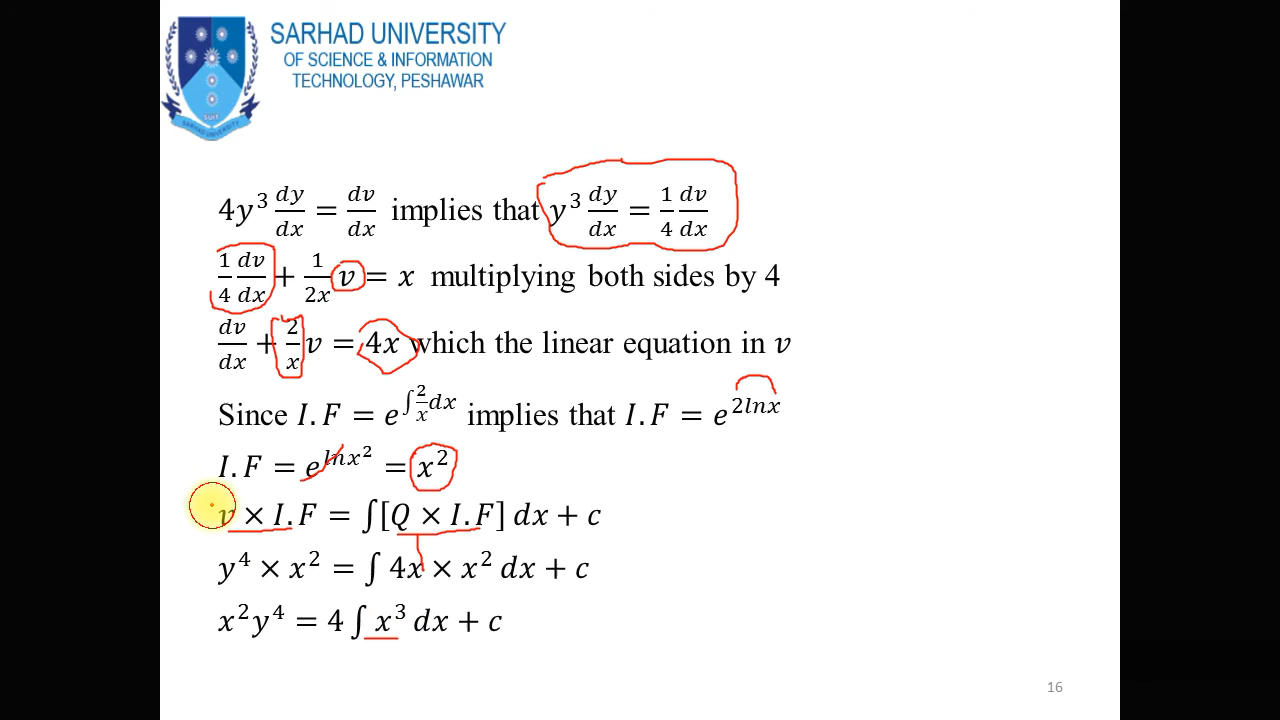 SARHAD UNIVERSITY
OF SCIENCE & INFORMATION
TECHNOLOGY, PESHAWAR
SUIT
SARHAD UNIVERSITY
4y³ dy/dx = dv/dx implies that y³ dy/dx = 1/4 dv/dx
1/4 dv/dx + 1/2x v = x multiplying both sides by 4
dv/dx + 2/x v = 4x which the linear equation in v
Since I.F = e^∫2/x dx implies that I.F = e^2lnx
I.F = e^lnx² = x²
v × I.F = ∫[Q × I.F] dx + c
y⁴ × x² = ∫ 4x × x² dx + c
x²y⁴ = 4 ∫ x³ dx + c
16